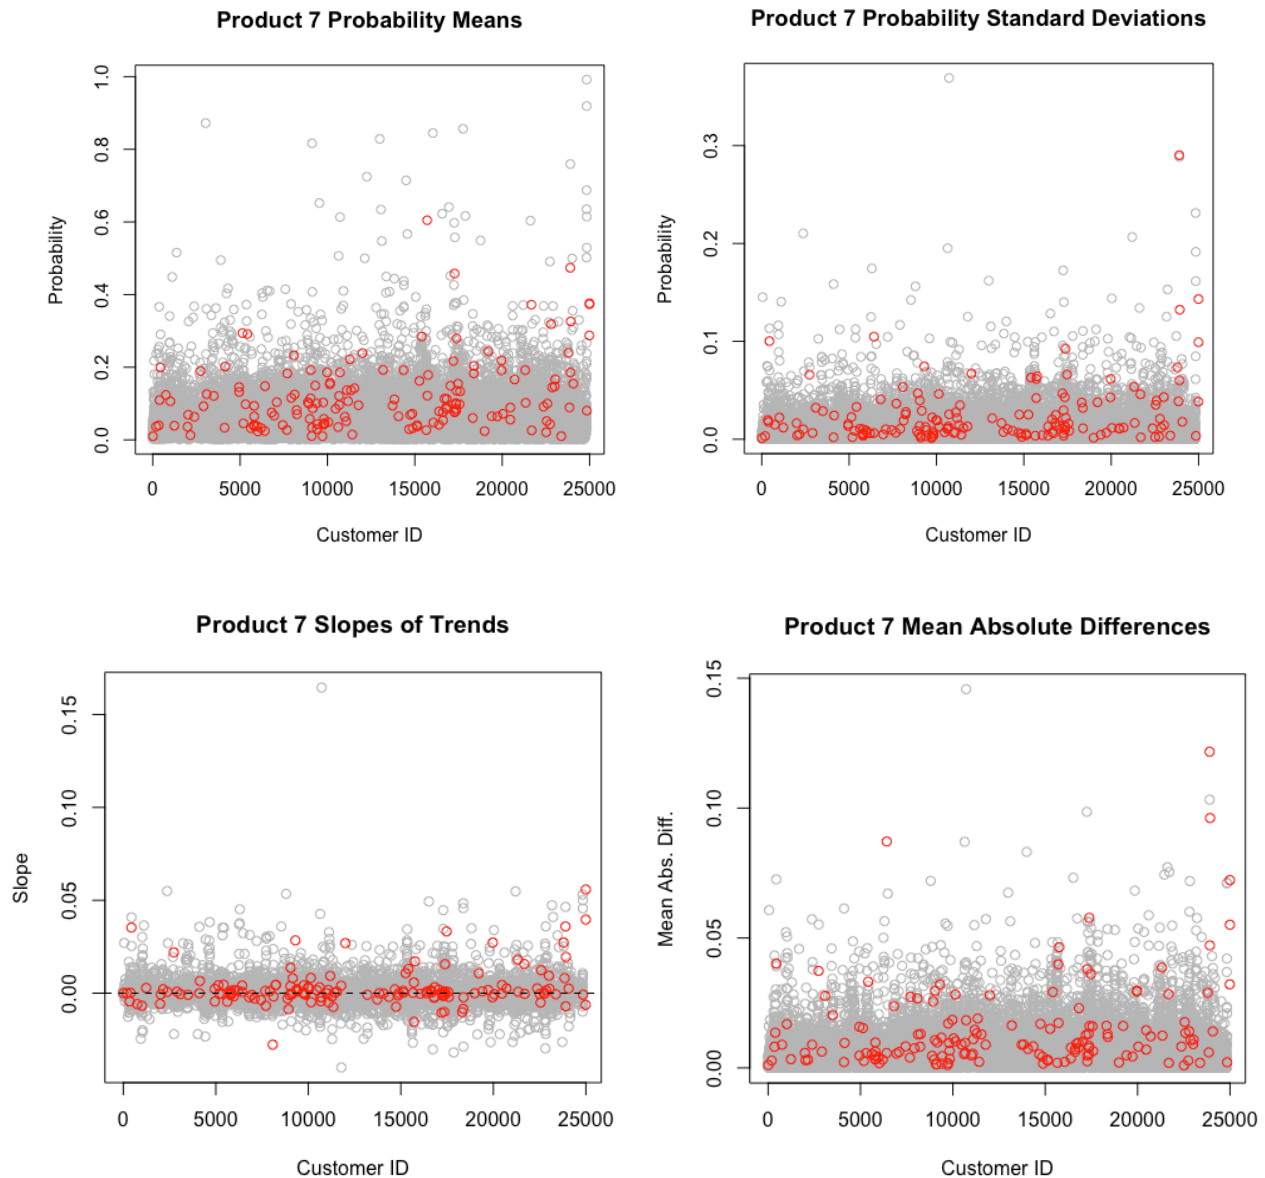 Product 7 Probability Means
Probability
0.0 0.2 0.4 0.6 0.8 1.0
0 5000 10000 15000 20000 25000
Customer ID
Product 7 Probability Standard Deviations
Probability
0.0 0.1 0.2 0.3
0 5000 10000 15000 20000 25000
Customer ID
Product 7 Slopes of Trends
Slope
0.00 0.05 0.10 0.15
0 5000 10000 15000 20000 25000
Customer ID
Product 7 Mean Absolute Differences
Mean Abs. Diff.
0.00 0.05 0.10 0.15
0 5000 10000 15000 20000 25000
Customer ID